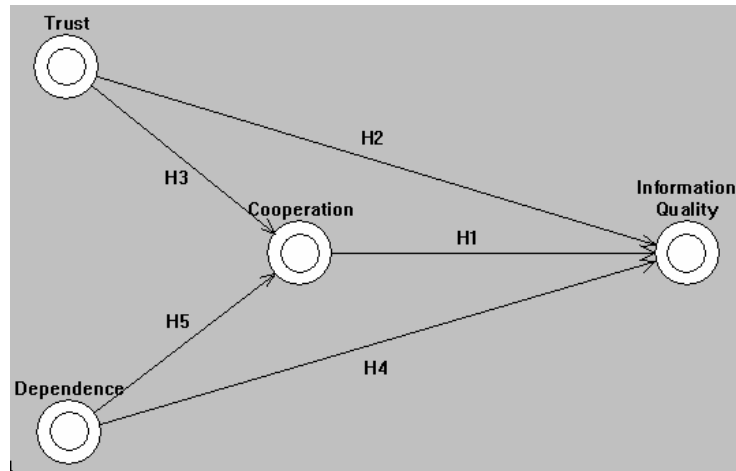 Trust
H2
H3
Information
Quality
Cooperation
H1
H5
H4
Dependence